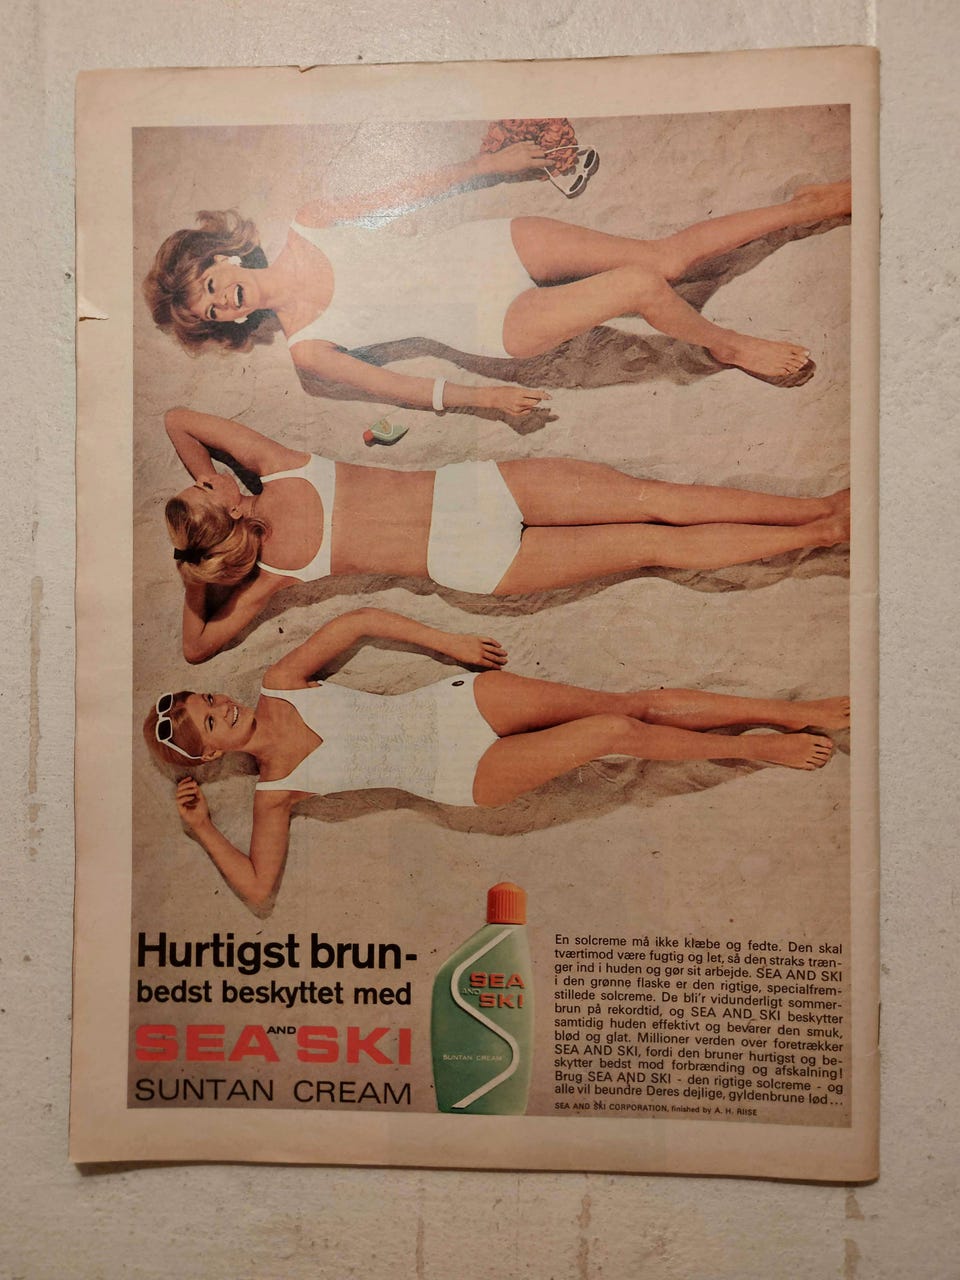 Hurtigst brun-
bedst beskyttet med
SEA AND SKI
SUNTAN CREAM
SEA
AND SKI
SUNTAN CREAM
En solcreme må ikke klæbe og fedte. Den skal
tværtimod være fugtig og let, så den straks træn-
ger ind i huden og gør sit arbejde. SEA AND SKI
i den grønne flaske er den rigtige, specialfrem-
stillede solcreme. De bli'r vidunderligt sommer-
brun på rekordtid, og SEA AND SKI beskytter
samtidig huden effektivt og bevarer den smuk,
blød og glat. Millioner verden over foretrækker
SEA AND SKI, fordi den bruner hurtigst og be-
skytter bedst mod forbrænding og afskalning!
Brug SEA AND SKI - den rigtige solcreme - og
alle vil beundre Deres dejlige, gyldenbrune lød...
SEA AND SKI CORPORATION, finished by A. H. RIISE